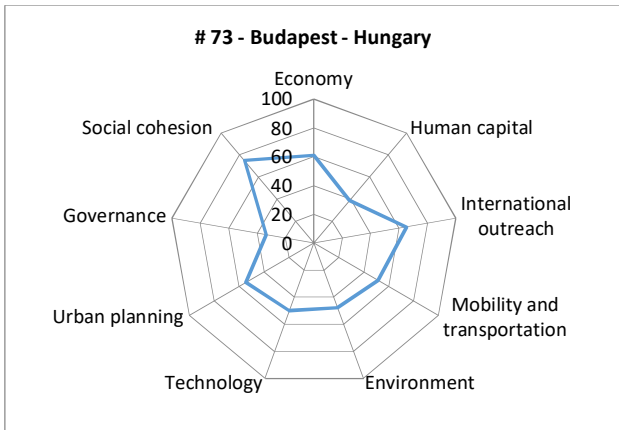 # 73 - Budapest - Hungary
Economy
100
80
60
40
20
0
Human capital
International
outreach
Mobility and
transportation
Environment
Technology
Urban planning
Governance
Social cohesion